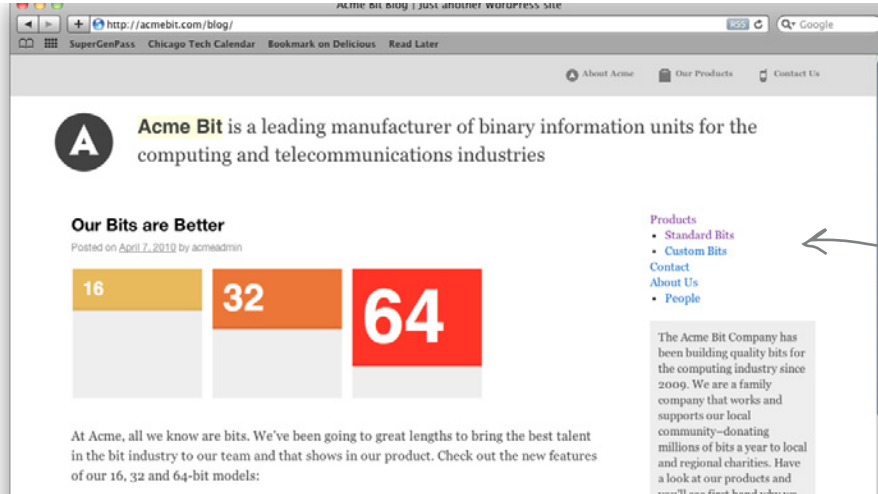 Acme Bit Blog | Just another WordPress site
http://acmebit.com/blog/
RSS
Google
SuperGenPass Chicago Tech Calendar Bookmark on Delicious Read Later
About Acme Our Products Contact Us
A
Acme Bit is a leading manufacturer of binary information units for the
computing and telecommunications industries
Our Bits are Better
Posted on April 7, 2010 by acmeadmin
16
32
64
At Acme, all we know are bits. We've been going to great lengths to bring the best talent
in the bit industry to our team and that shows in our product. Check out the new features
of our 16, 32 and 64-bit models:
Products
Standard Bits
Custom Bits
Contact
About Us
People
The Acme Bit Company has
been building quality bits for
the computing industry since
2009. We are a family
company that works and
supports our local
community–donating
millions of bits a year to local
and regional charities. Have
a look at our products and
you'll see first hand why we